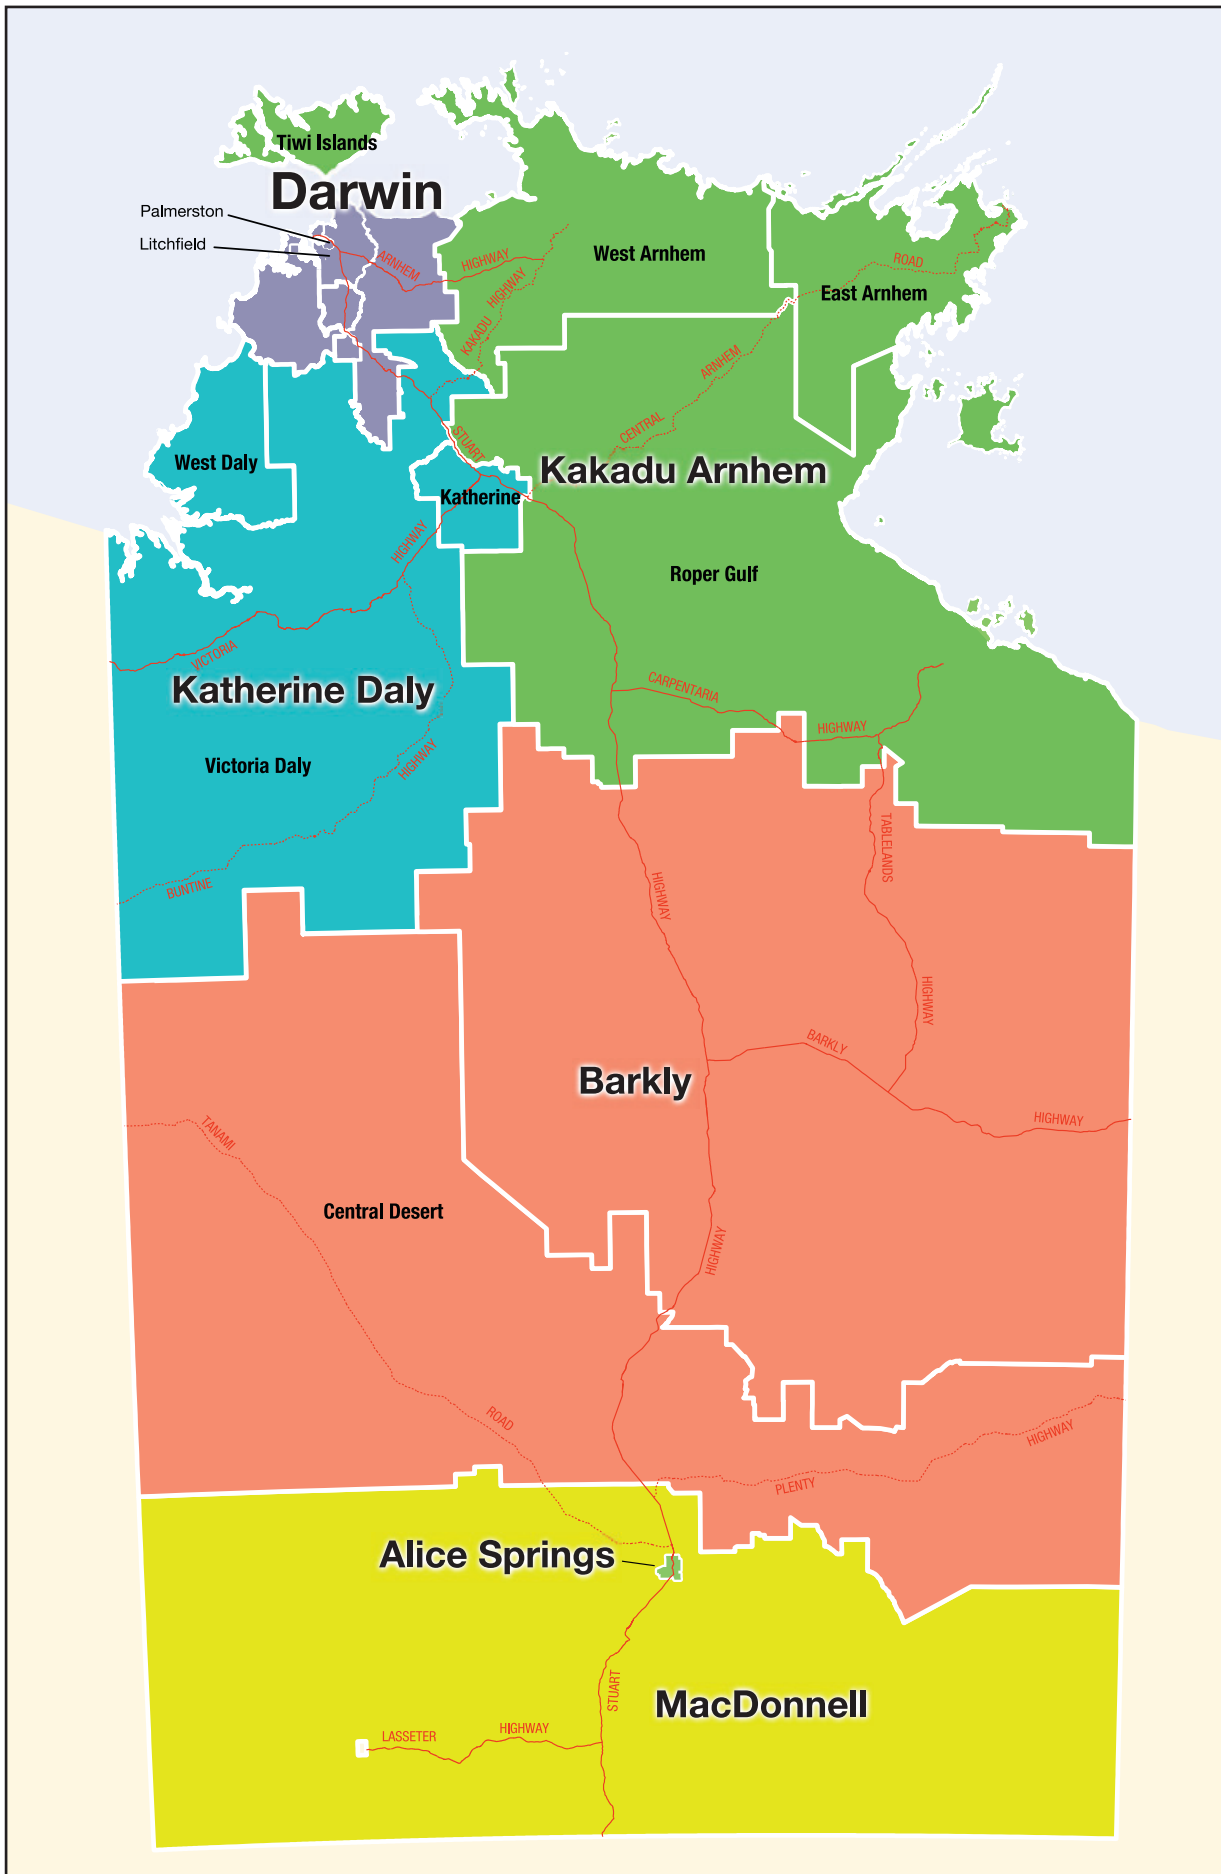 Tiwi Islands
Darwin
Palmerston
Litchfield
ARNHEM
HIGHWAY
KAKADU
HIGHWAY
West Arnhem
ROAD
East Arnhem
ARNHEM
CENTRAL
STUART
West Daly
Katherine
Kakadu Arnhem
HIGHWAY
Roper Gulf
VICTORIA
Katherine Daly
CARPENTARIA
HIGHWAY
Victoria Daly
HIGHWAY
BUNTINE
TABLELANDS
HIGHWAY
HIGHWAY
BARKLY
Barkly
HIGHWAY
TANAMI
Central Desert
HIGHWAY
ROAD
HIGHWAY
PLENTY
Alice Springs
STUART
MacDonnell
LASSETER
HIGHWAY